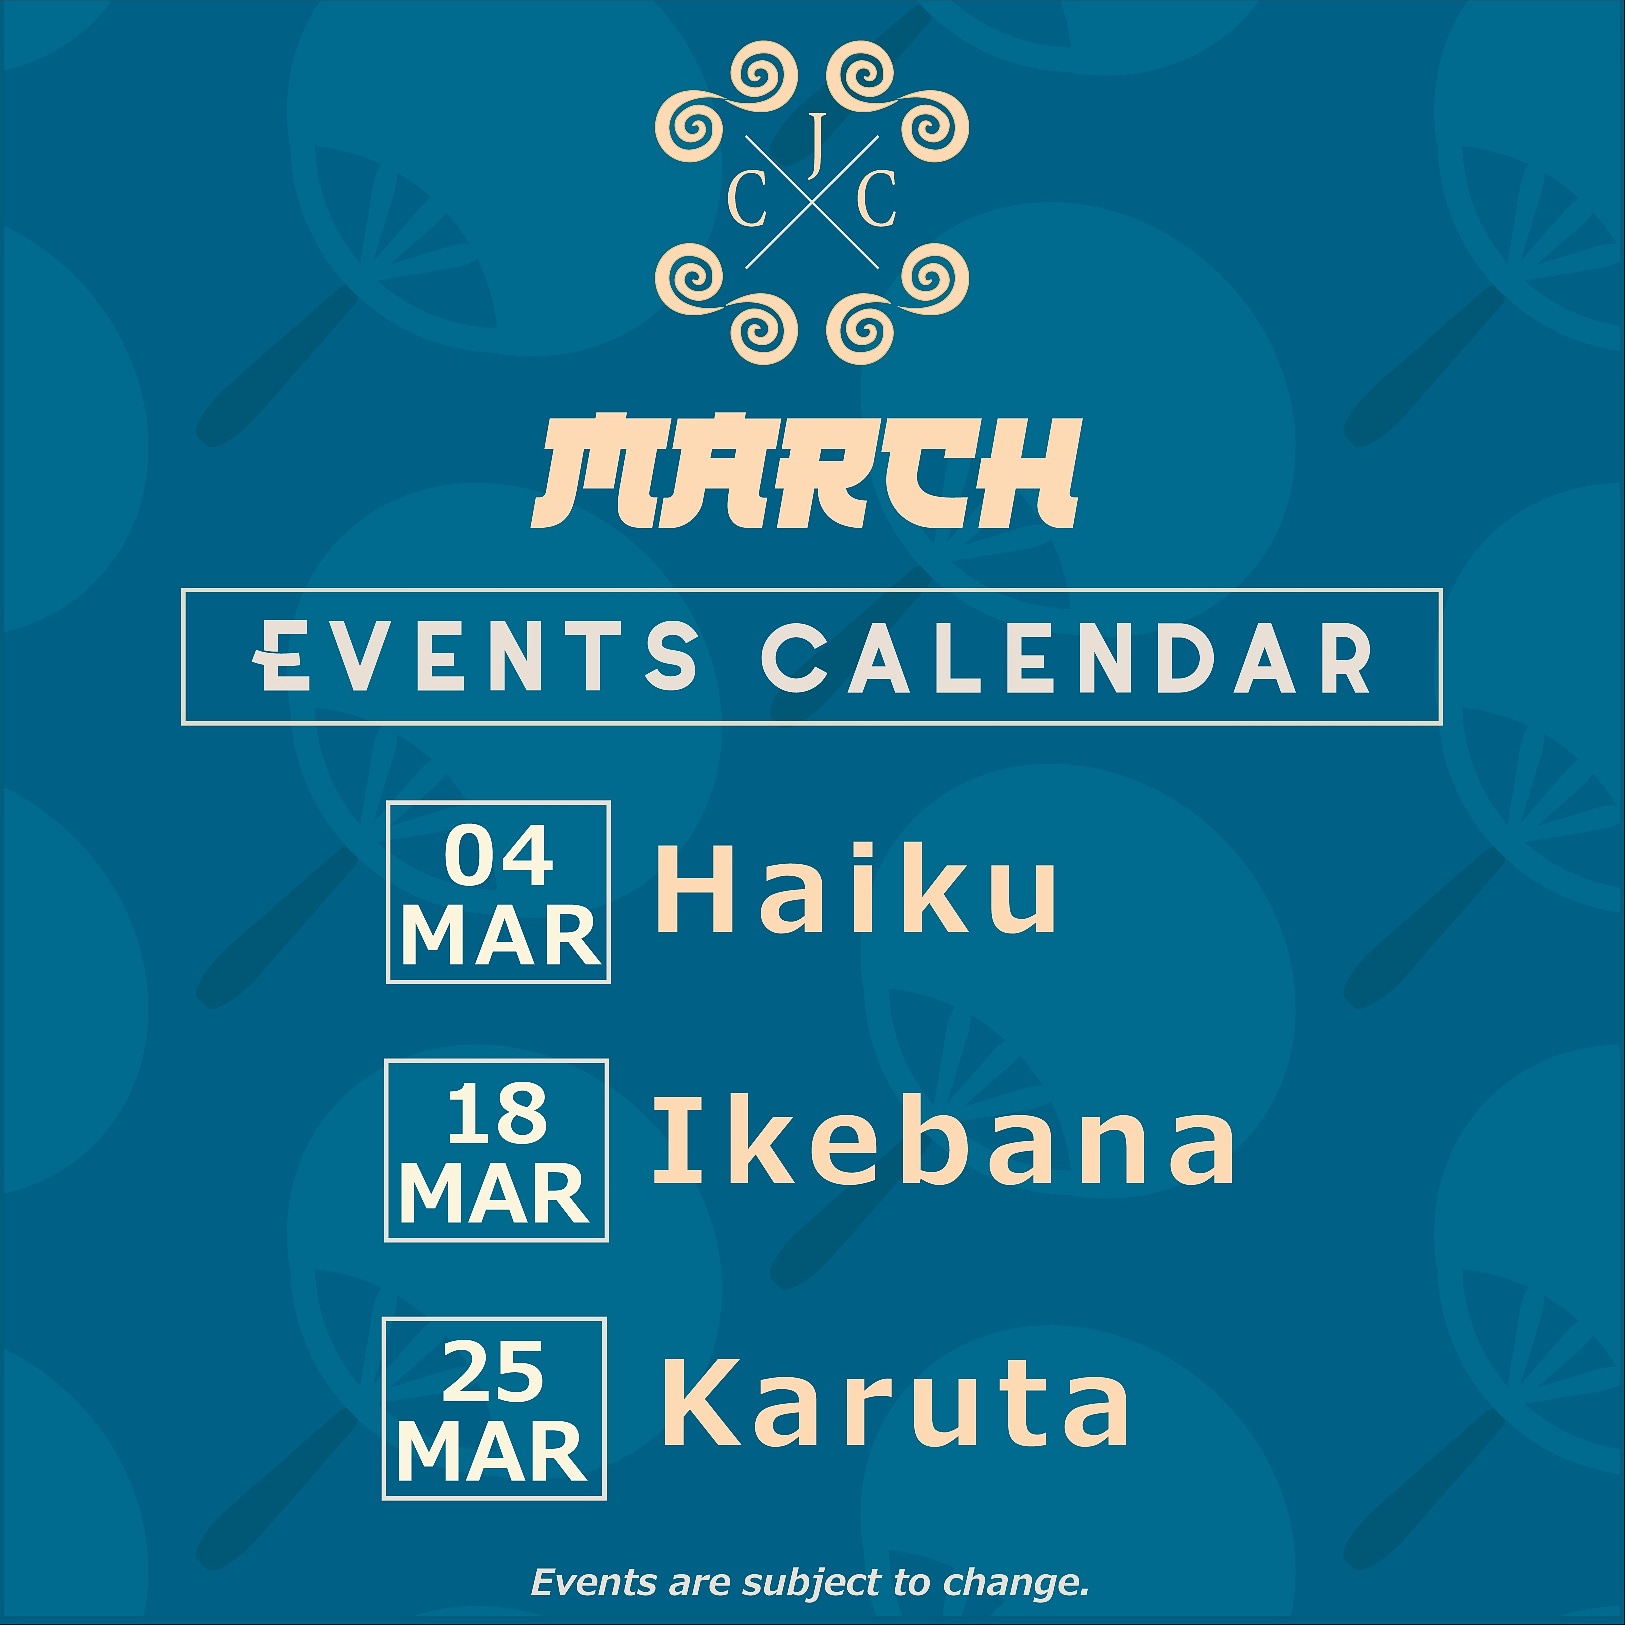 J
C C
MARCH
EVENTS CALENDAR
04
MAR
Haiku
18
MAR
Ikebana
25
MAR
Karuta
Events are subject to change.